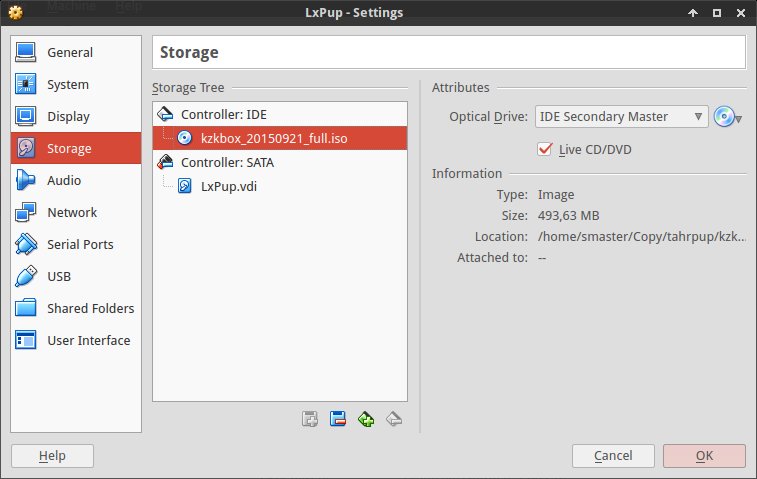 Machine Help
LxPup - Settings
General
System
Display
Storage
Audio
Network
Serial Ports
USB
Shared Folders
User Interface
Storage
Storage Tree
Controller: IDE
kzkbox_20150921_full.iso
Controller: SATA
LxPup.vdi
Attributes
Optical Drive: IDE Secondary Master
Live CD/DVD
Information
Type: Image
Size: 493,63 MB
Location: /home/smaster/Copy/tahrpup/kzk...
Attached to: --
Help
Cancel
OK